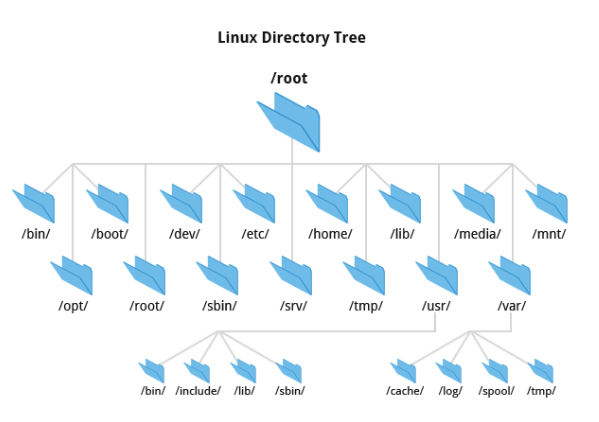 Linux Directory Tree
/root
/bin/ /boot/ /dev/ /etc/ /home/ /lib/ /media/ /mnt/
/opt/ /root/ /sbin/ /srv/ /tmp/ /usr/ /var/
/bin/ /include/ /lib/ /sbin/ /cache/ /log/ /spool/ /tmp/